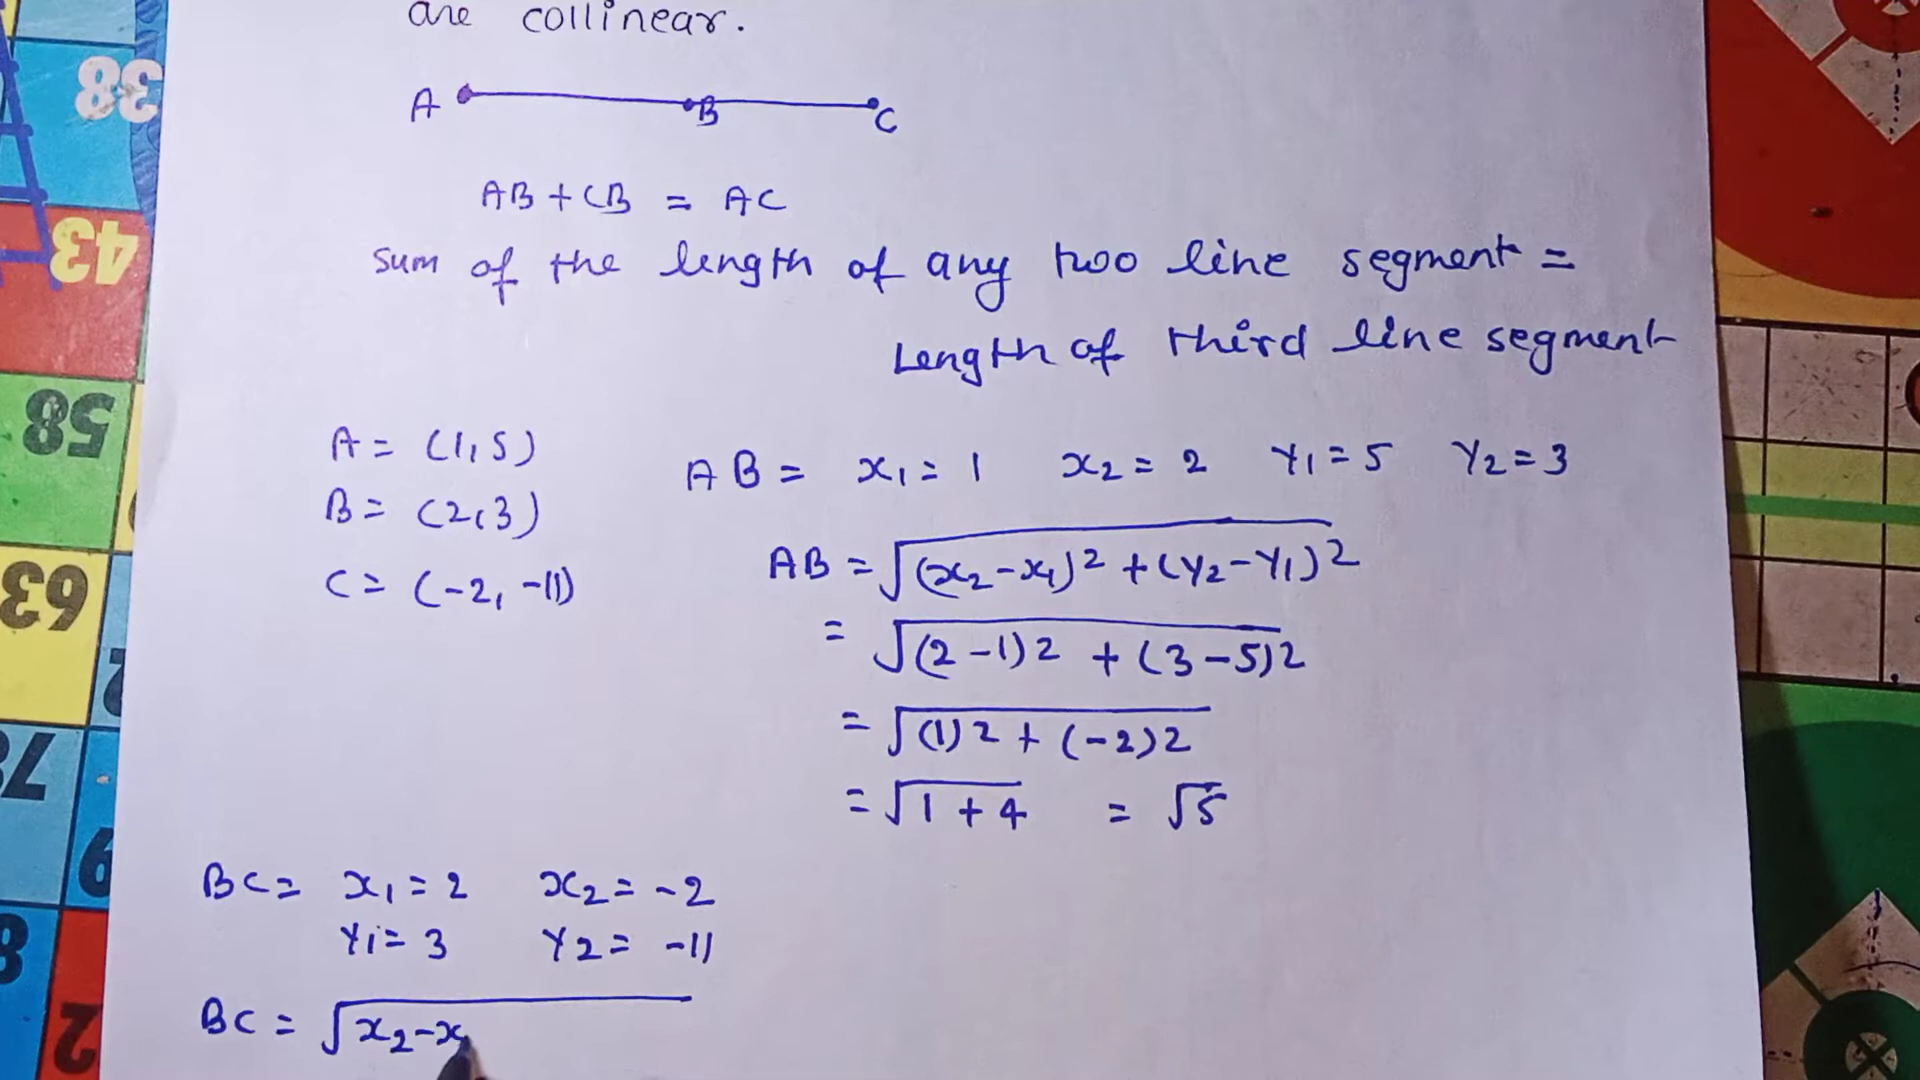 are collinear.
A B C
AB + CB = AC
sum of the length of any two line segment =
Length of third line segment
A = (1, 5)
B = (2, 3)
C = (-2, -11)
AB = x₁ = 1 x₂ = 2 Y₁ = 5 Y₂ = 3
AB = √(x₂-x₁)² + (Y₂-Y₁)²
= √(2-1)2 + (3-5)2
= √(1)2 + (-2)2
= √1+4 = √5
BC = x₁ = 2 x₂ = -2
Y₁ = 3 Y₂ = -11
BC = √x₂-x
38
43
58
63